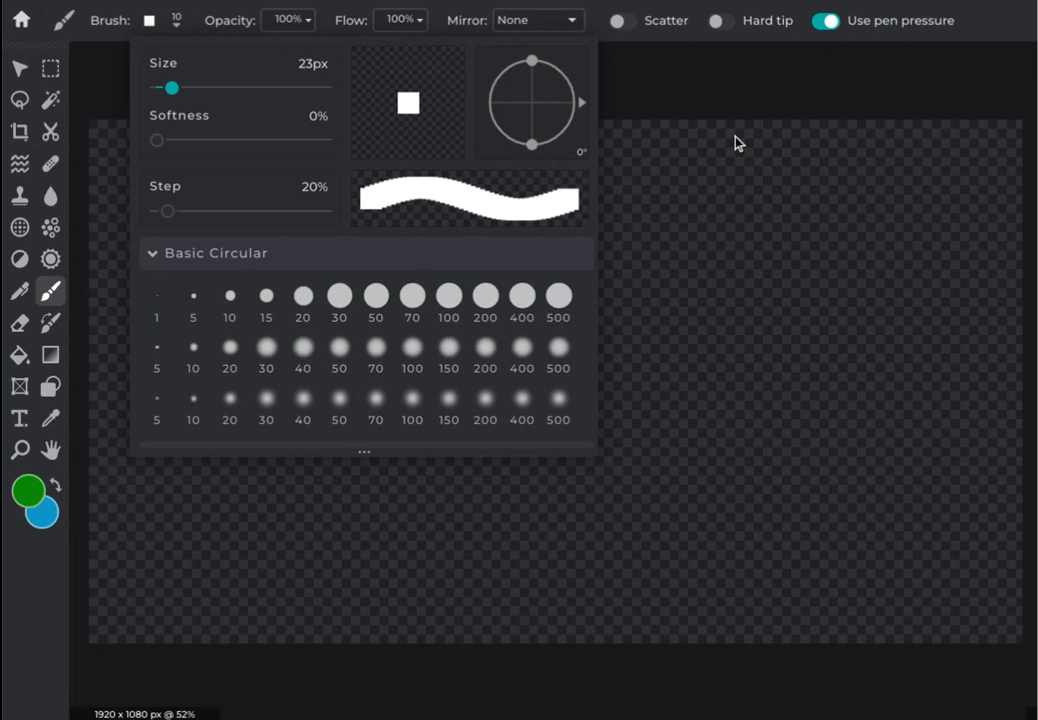 Brush: 10 Opacity: 100% Flow: 100% Mirror: None Scatter Hard tip Use pen pressure
Size 23px
Softness 0%
0°
Step 20%
Basic Circular
1 5 10 15 20 30 50 70 100 200 400 500
5 10 20 30 40 50 70 100 150 200 400 500
5 10 20 30 40 50 70 100 150 200 400 500
1920 x 1080 px @ 52%